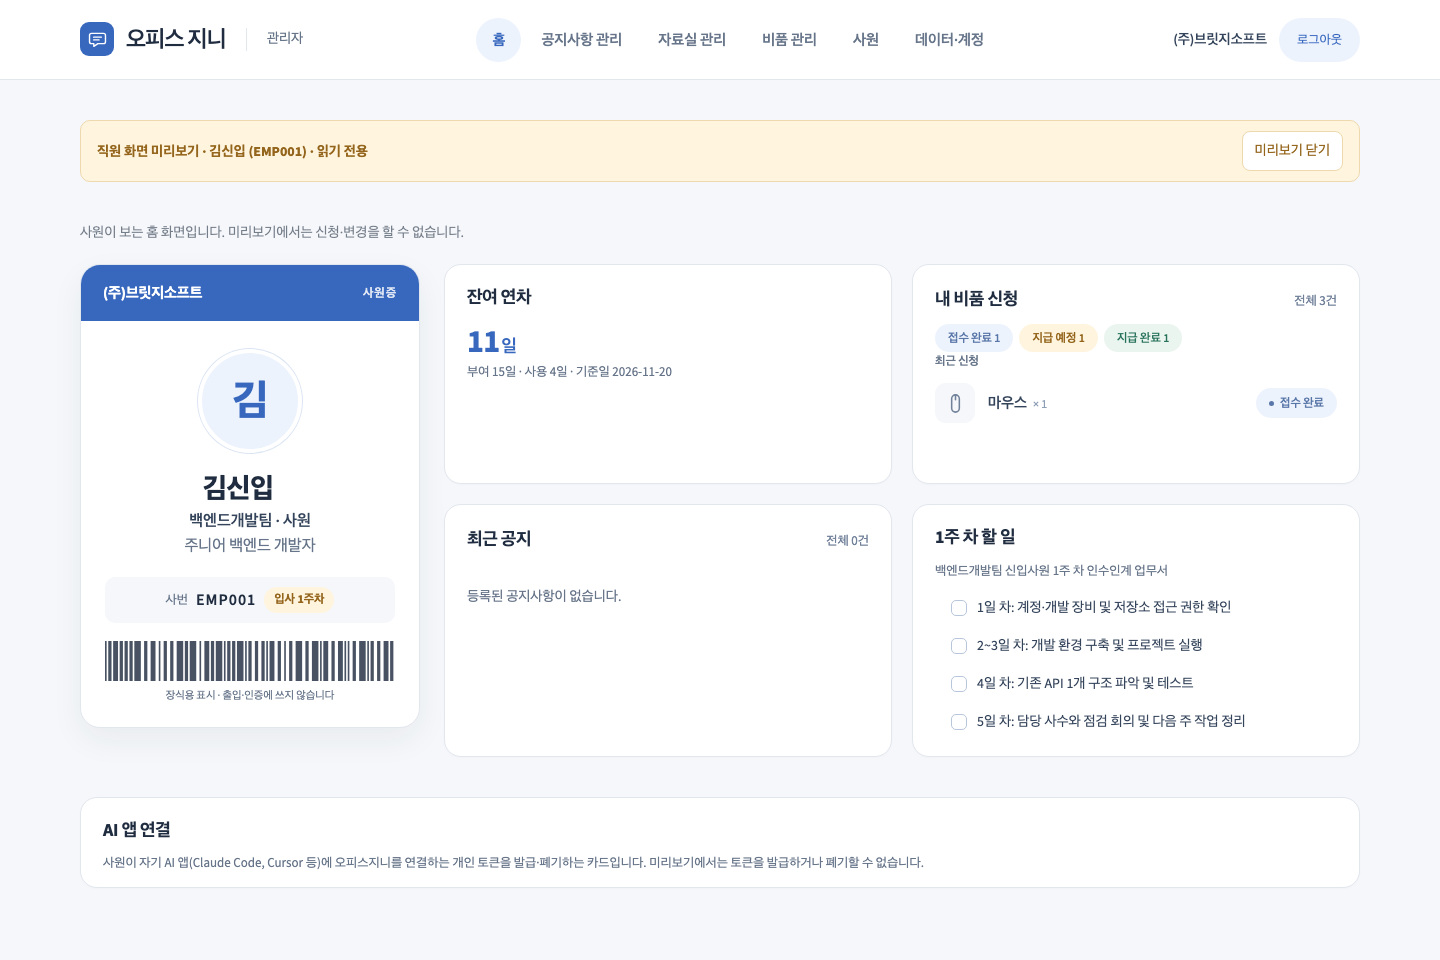 오피스 지니
관리자
홈
공지사항 관리
자료실 관리
비품 관리
사원
데이터·계정
(주)브릿지소프트
로그아웃
직원 화면 미리보기 · 김신입 (EMP001) · 읽기 전용
미리보기 닫기
사원이 보는 홈 화면입니다. 미리보기에서는 신청·변경을 할 수 없습니다.
(주)브릿지소프트
사원증
김
김신입
백엔드개발팀 · 사원
주니어 백엔드 개발자
사번 EMP001 입사 1주차
장식용 표시 · 출입·인증에 쓰지 않습니다
잔여 연차
11일
부여 15일 · 사용 4일 · 기준일 2026-11-20
내 비품 신청
전체 3건
접수 완료 1
지급 예정 1
지급 완료 1
최근 신청
마우스 × 1
접수 완료
최근 공지
전체 0건
등록된 공지사항이 없습니다.
1주 차 할 일
백엔드개발팀 신입사원 1주 차 인수인계 업무서
1일 차: 계정·개발 장비 및 저장소 접근 권한 확인
2~3일 차: 개발 환경 구축 및 프로젝트 실행
4일 차: 기존 API 1개 구조 파악 및 테스트
5일 차: 담당 사수와 점검 회의 및 다음 주 작업 정리
AI 앱 연결
사원이 자기 AI 앱(Claude Code, Cursor 등)에 오피스지니를 연결하는 개인 토큰을 발급·폐기하는 카드입니다. 미리보기에서는 토큰을 발급하거나 폐기할 수 없습니다.